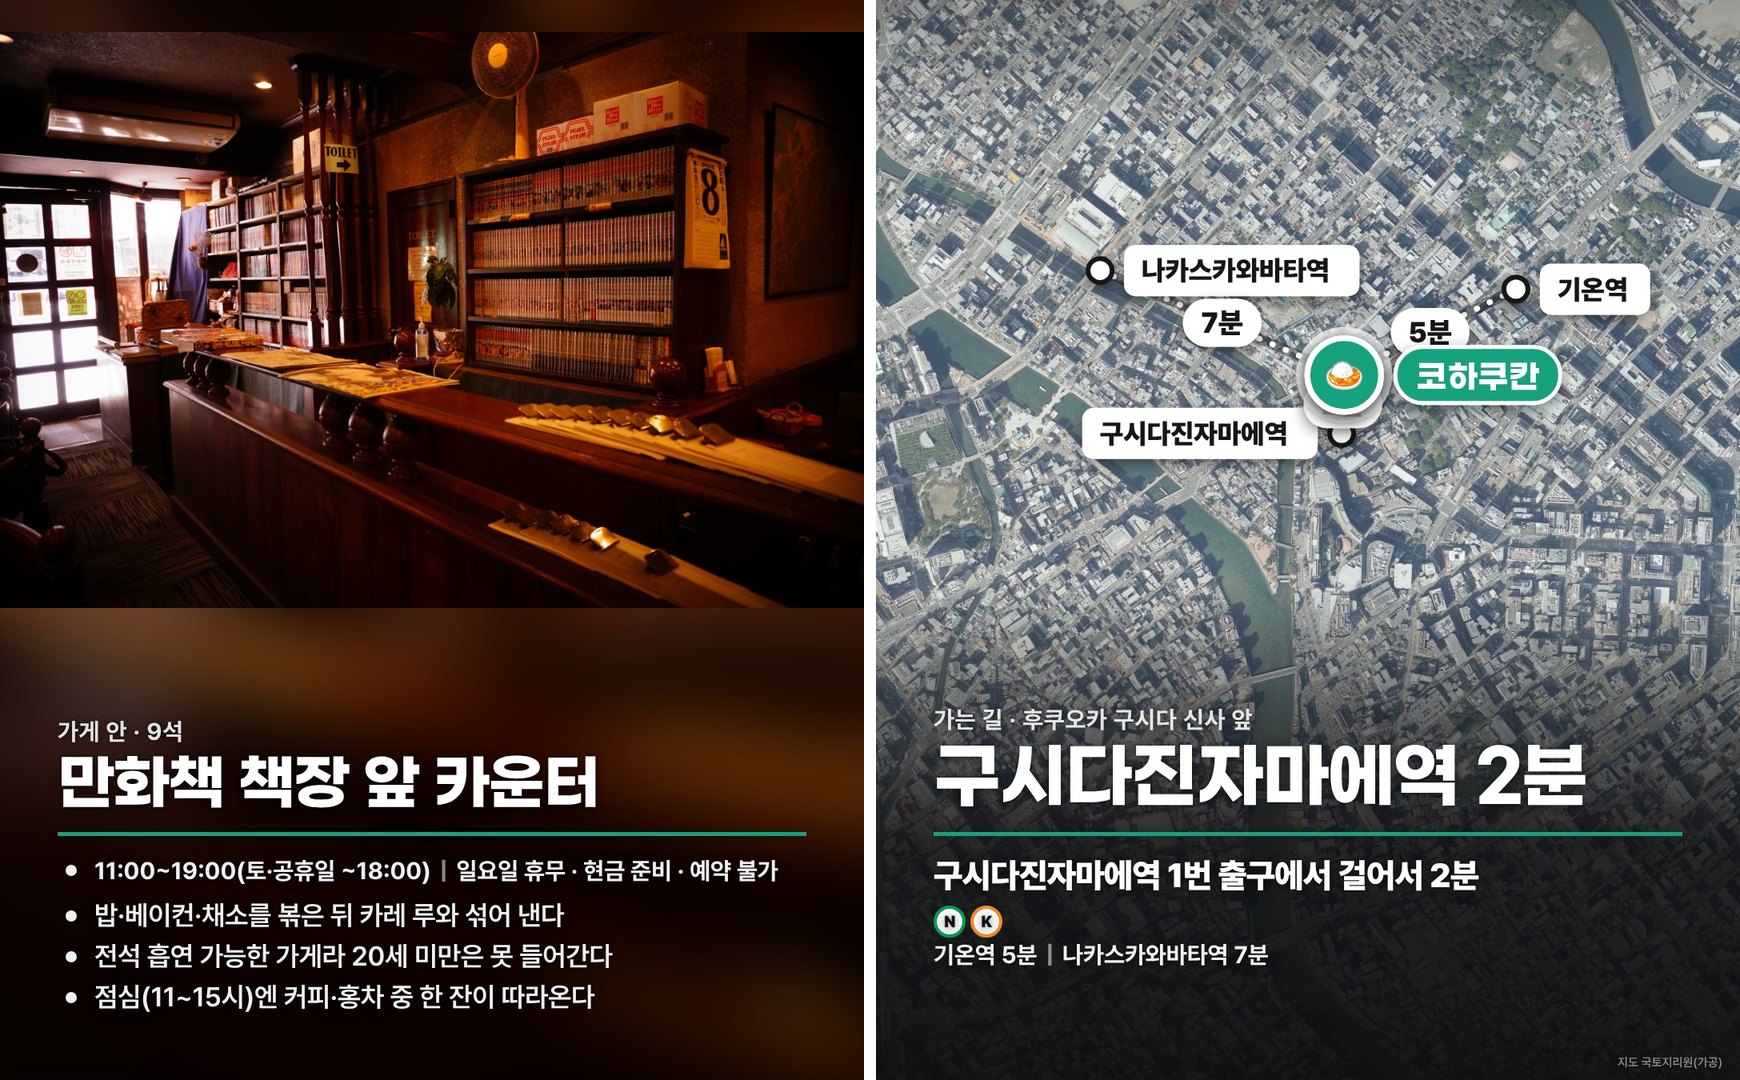 TOILET
8
가게 안 · 9석
만화책 책장 앞 카운터
11:00~19:00(토·공휴일 ~18:00) | 일요일 휴무 · 현금 준비 · 예약 불가
밥·베이컨·채소를 볶은 뒤 카레 루와 섞어 낸다
전석 흡연 가능한 가게라 20세 미만은 못 들어간다
점심(11~15시)엔 커피·홍차 중 한 잔이 따라온다
나카스카와바타역
기온역
7분
5분
코하쿠칸
구시다진자마에역
가는 길 · 후쿠오카 구시다 신사 앞
구시다진자마에역 2분
구시다진자마에역 1번 출구에서 걸어서 2분
N K
기온역 5분 | 나카스카와바타역 7분
지도 국토지리원(가공)